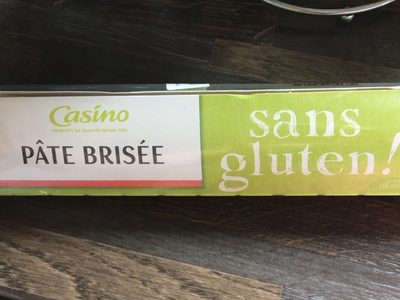 Casino
PRODUITS DE QUALITÉ DEPUIS 1901
PÂTE BRISÉE
sans
gluten!